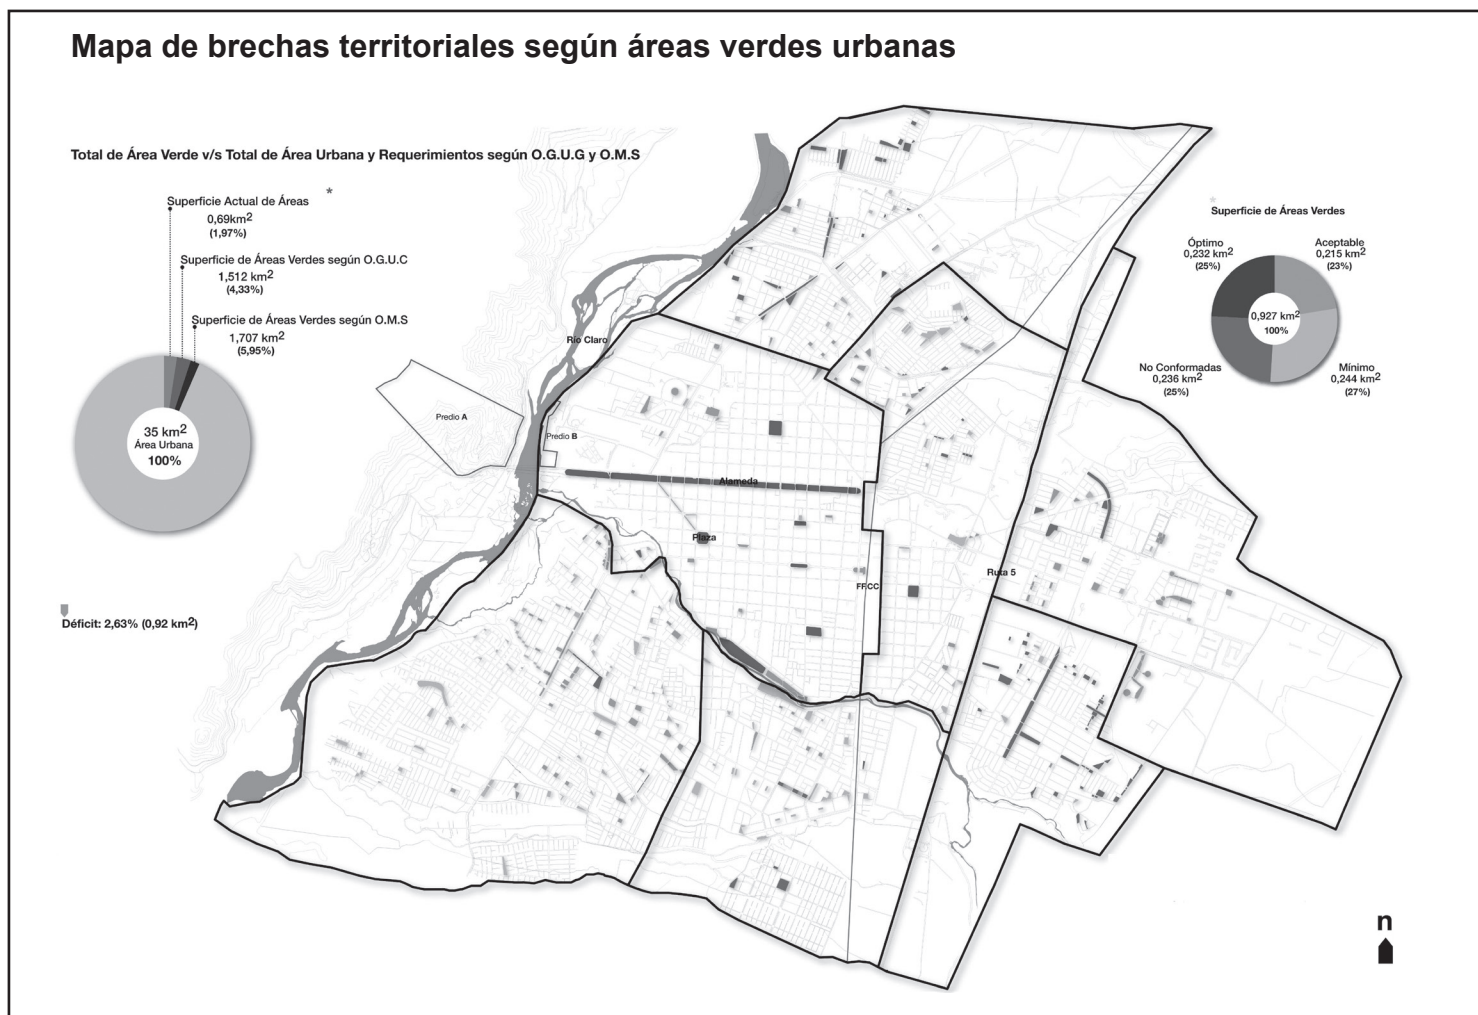 Mapa de brechas territoriales según áreas verdes urbanas
Total de Área Verde v/s Total de Área Urbana y Requerimientos según O.G.U.G y O.M.S
*
Superficie Actual de Áreas
0,69km²
(1,97%)
Superficie de Áreas Verdes según O.G.U.C
1,512 km²
(4,33%)
Superficie de Áreas Verdes según O.M.S
1,707 km²
(5,95%)
35 km²
Área Urbana
100%
Déficit: 2,63% (0,92 km²)
Río Claro
Predio A
Predio B
Alameda
Plaza
FF.CC
Ruta 5
*
Superficie de Áreas Verdes
Óptimo
0,232 km²
(25%)
Aceptable
0,215 km²
(23%)
0,927 km²
100%
No Conformadas
0,236 km²
(25%)
Mínimo
0,244 km²
(27%)
n